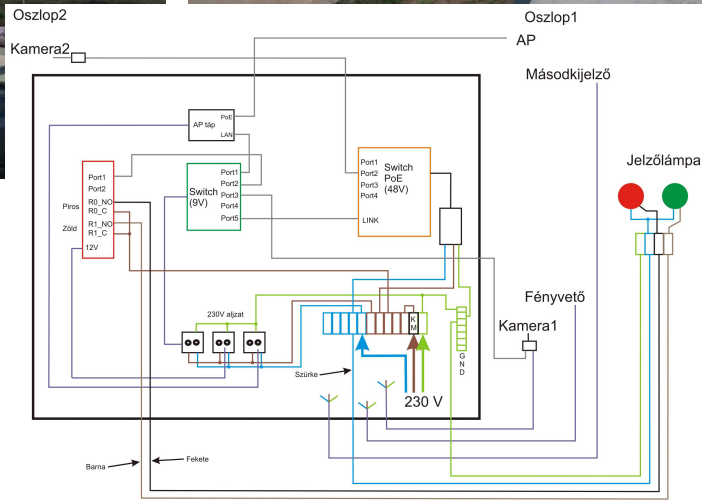 Oszlop2
Oszlop1
AP
Kamera2
Másodkijelző
Jelzőlámpa
PoE
AP táp
LAN
Port1
Port2
R0_NO
R0_C
R1_NO
R1_C
12V
Piros
Zöld
Switch
(9V)
Port1
Port2
Port3
Port4
Port5
Port1
Port2
Port3
Port4
LINK
Switch
PoE
(48V)
230V aljzat
K
M
G
N
D
Fényvető
Kamera1
Szürke
230 V
Barna
Fekete